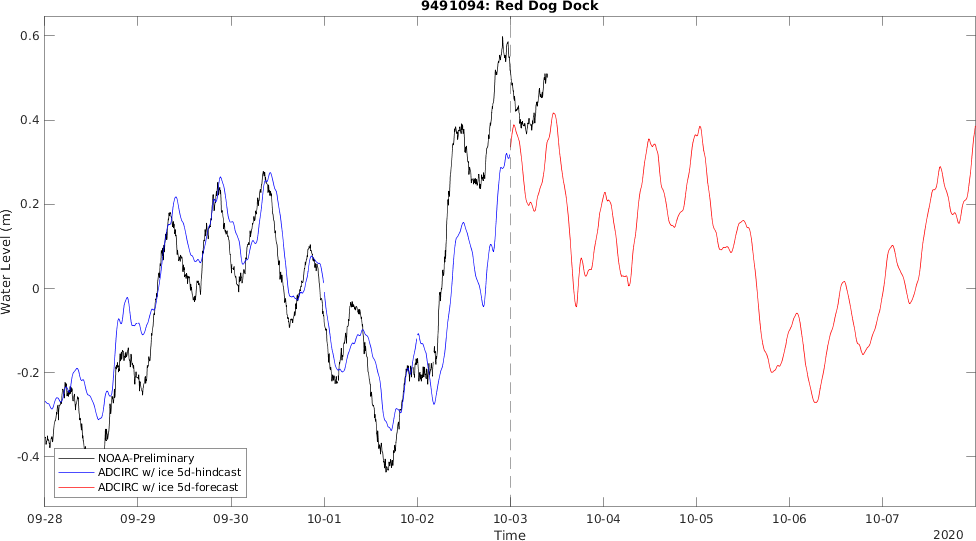 9491094: Red Dog Dock
Water Level (m)
0.6
0.4
0.2
0
-0.2
-0.4
NOAA-Preliminary
ADCIRC w/ ice 5d-hindcast
ADCIRC w/ ice 5d-forecast
09-28 09-29 09-30 10-01 10-02 10-03 10-04 10-05 10-06 10-07
Time
2020